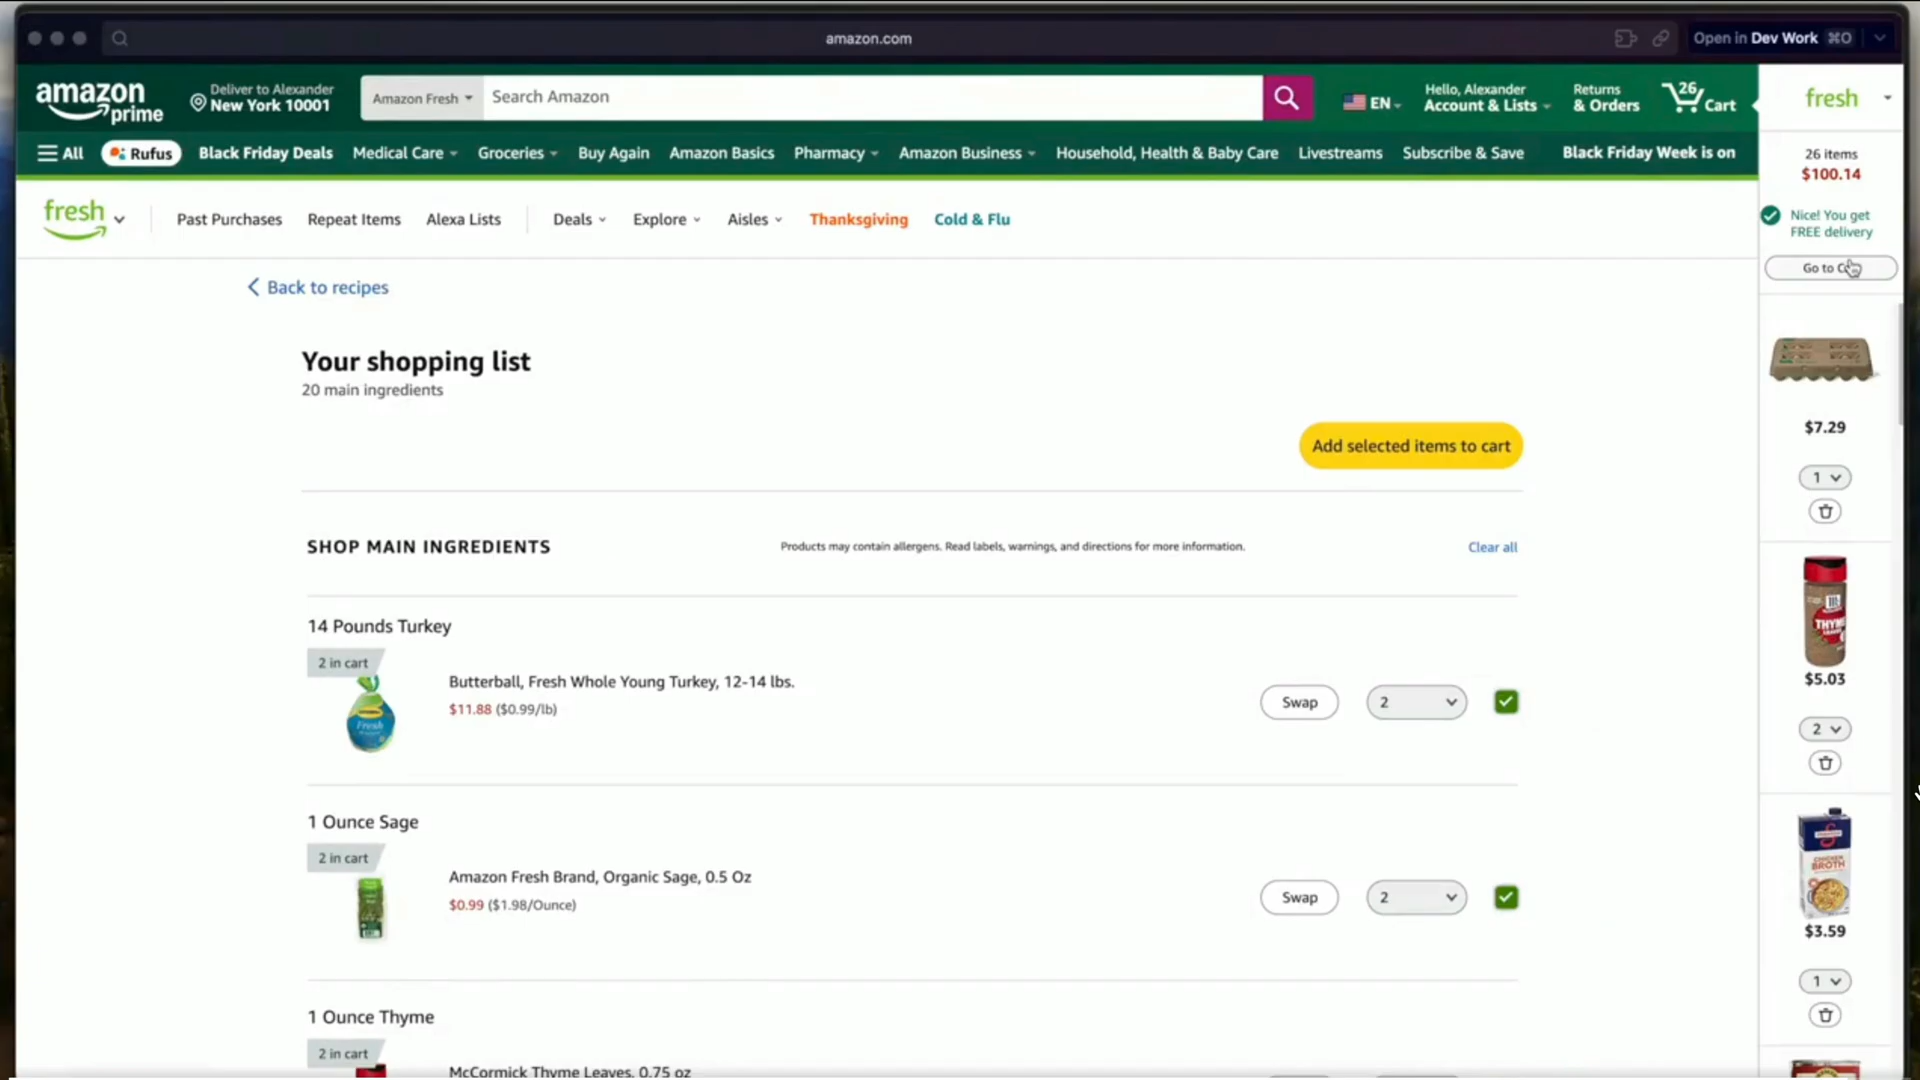 amazon.com
Open in Dev Work ⌘O
amazon prime
Deliver to Alexander
New York 10001
Amazon Fresh
Search Amazon
EN
Hello, Alexander
Account & Lists
Returns
& Orders
26
Cart
All
Rufus
Black Friday Deals
Medical Care
Groceries
Buy Again
Amazon Basics
Pharmacy
Amazon Business
Household, Health & Baby Care
Livestreams
Subscribe & Save
Black Friday Week is on
fresh
Past Purchases
Repeat Items
Alexa Lists
Deals
Explore
Aisles
Thanksgiving
Cold & Flu
Back to recipes
Your shopping list
20 main ingredients
Add selected items to cart
SHOP MAIN INGREDIENTS
Products may contain allergens. Read labels, warnings, and directions for more information.
Clear all
14 Pounds Turkey
2 in cart
Fresh
Butterball, Fresh Whole Young Turkey, 12-14 lbs.
$11.88 ($0.99/lb)
Swap
2
1 Ounce Sage
2 in cart
Amazon Fresh Brand, Organic Sage, 0.5 Oz
$0.99 ($1.98/Ounce)
Swap
2
1 Ounce Thyme
2 in cart
McCormick Thyme Leaves, 0.75 oz
fresh
26 items
$100.14
Nice! You get
FREE delivery
Go to
$7.29
1
THYME
$5.03
2
CHICKEN
BROTH
$3.59
1